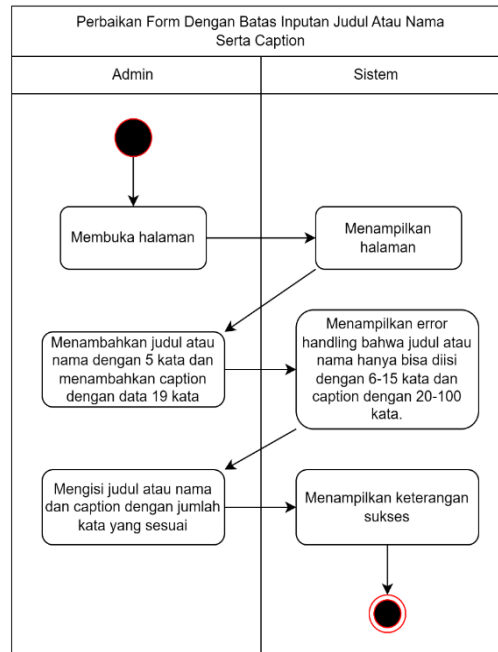 Perbaikan Form Dengan Batas Inputan Judul Atau Nama
Serta Caption
Admin
Sistem
Membuka halaman
Menampilkan
halaman
Menambahkan judul atau
nama dengan 5 kata dan
menambahkan caption
dengan data 19 kata
Menampilkan error
handling bahwa judul atau
nama hanya bisa diisi
dengan 6-15 kata dan
caption dengan 20-100
kata.
Mengisi judul atau nama
dan caption dengan jumlah
kata yang sesuai
Menampilkan keterangan
sukses